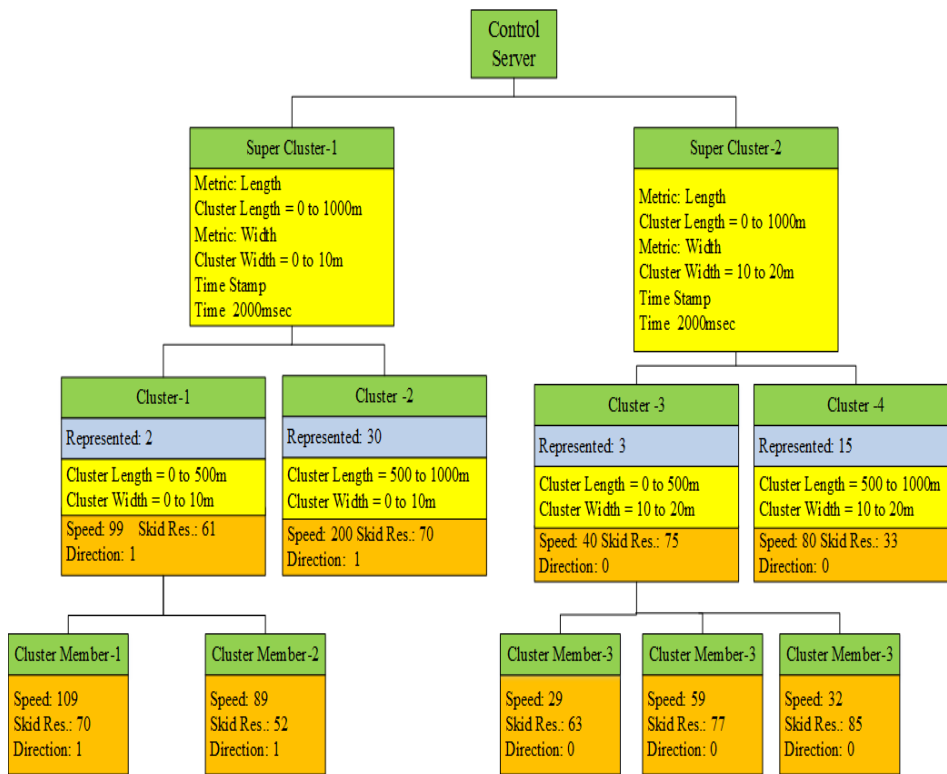 Control
Server
Super Cluster-1
Metric: Length
Cluster Length = 0 to 1000m
Metric: Width
Cluster Width = 0 to 10m
Time Stamp
Time 2000msec
Super Cluster-2
Metric: Length
Cluster Length = 0 to 1000m
Metric: Width
Cluster Width = 10 to 20m
Time Stamp
Time 2000msec
Cluster-1
Represented: 2
Cluster Length = 0 to 500m
Cluster Width = 0 to 10m
Speed: 99 Skid Res.: 61
Direction: 1
Cluster -2
Represented: 30
Cluster Length = 500 to 1000m
Cluster Width = 0 to 10m
Speed: 200 Skid Res.: 70
Direction: 1
Cluster -3
Represented: 3
Cluster Length = 0 to 500m
Cluster Width = 10 to 20m
Speed: 40 Skid Res.: 75
Direction: 0
Cluster -4
Represented: 15
Cluster Length = 500 to 1000m
Cluster Width = 10 to 20m
Speed: 80 Skid Res.: 33
Direction: 0
Cluster Member-1
Speed: 109
Skid Res.: 70
Direction: 1
Cluster Member-2
Speed: 89
Skid Res.: 52
Direction: 1
Cluster Member-3
Speed: 29
Skid Res.: 63
Direction: 0
Cluster Member-3
Speed: 59
Skid Res.: 77
Direction: 0
Cluster Member-3
Speed: 32
Skid Res.: 85
Direction: 0